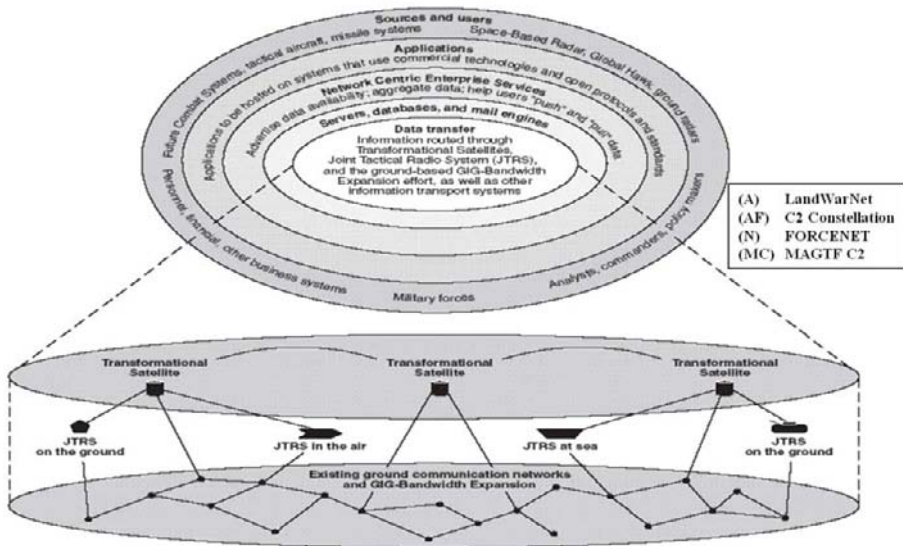 Sources and users
Future Combat Systems, tactical aircraft, missile systems
Space-Based Radar, Global Hawk, ground radars
Applications
Application to be hosted on systems that use commercial technologies and open protocols and standards
Network Centric Enterprise Services
Advertise data availability; aggregate data; help users "push" and "pull" data
Servers, databases, and mail engines
Data transfer
Information routed through
Transformational Satellites,
Joint Tactical Radio System (JTRS),
and the ground-based GIG-Bandwidth
Expansion effort, as well as other
information transport systems
Personnel, financial, other business systems
Military forces
Analysts, commanders, policy makers
(A) LandWarNet
(AF) C2 Constellation
(N) FORCENET
(MC) MAGTF C2
Transformational
Satellite
Transformational
Satellite
Transformational
Satellite
JTRS
on the ground
JTRS in the air
JTRS at sea
JTRS
on the ground
Existing ground communication networks
and GIG-Bandwidth Expansion